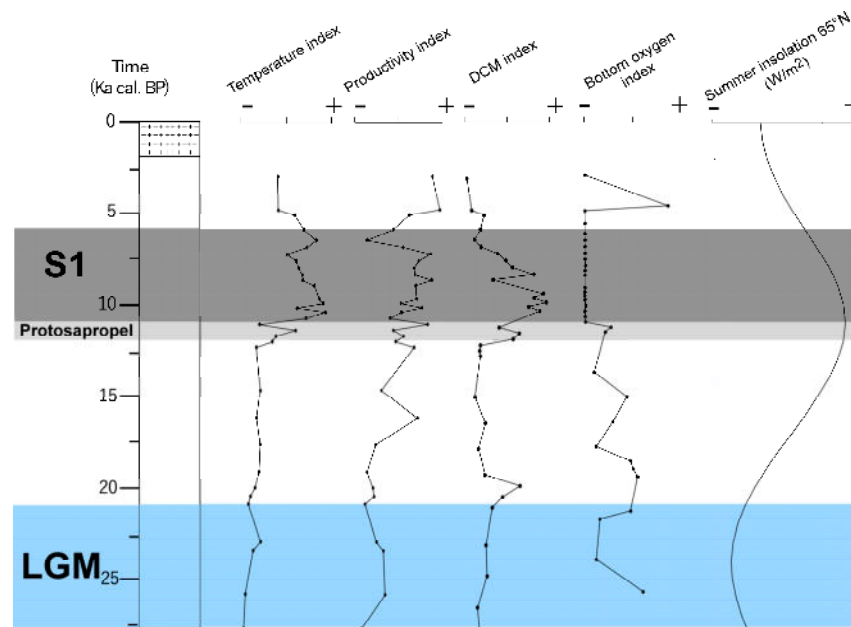 Time
(Ka cal. BP)
Temperature index
Productivity index
DCM index
Bottom oxygen
index
Summer insolation 65°N
(W/m2)
- + - + - + - + - +
0
5
S1
10
Protosapropel
15
20
LGM
25